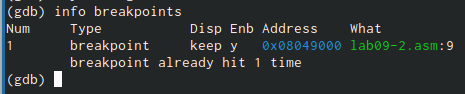 (gdb) info breakpoints
Num     Type           Disp Enb Address    What
1       breakpoint     keep y   0x08049000 lab09-2.asm:9
        breakpoint already hit 1 time
(gdb)